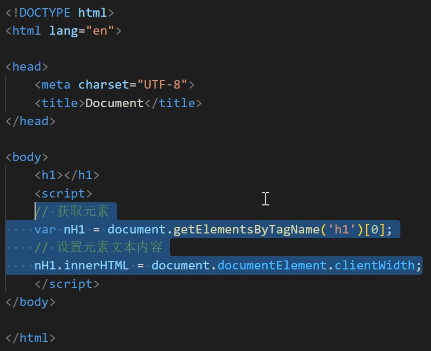 <!DOCTYPE html>
<html lang="en">
<head>
<meta charset="UTF-8">
<title>Document</title>
</head>
<body>
<h1></h1>
<script>
// 获取元素
var nH1 = document.getElementsByTagName('h1')[0];
// 设置元素文本内容
nH1.innerHTML = document.documentElement.clientWidth;
</script>
</body>
</html>